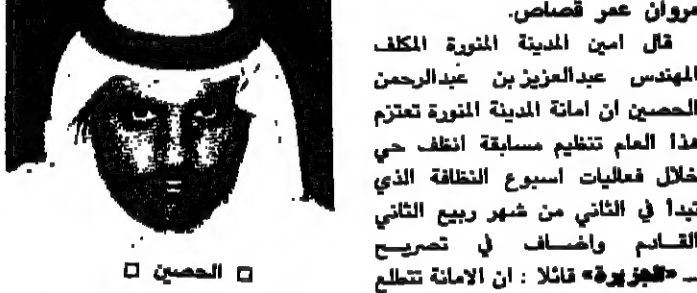 مروان عمر قصاص.
قال امين المدينة المنورة المكلف
المهندس عبدالعزيز بن عبدالرحمن
الحصين ان امانة المدينة المنورة تعتزم
هذا العام تنظيم مسابقة انظف حي
خلال فعاليات اسبوع النظافة الذي
تبدأ في الثاني من شهر ربيع الثاني
القادم واضاف في تصريح
لـ «الجزيرة» قائلا : ان الامانة تتطلع
□ الحصين □